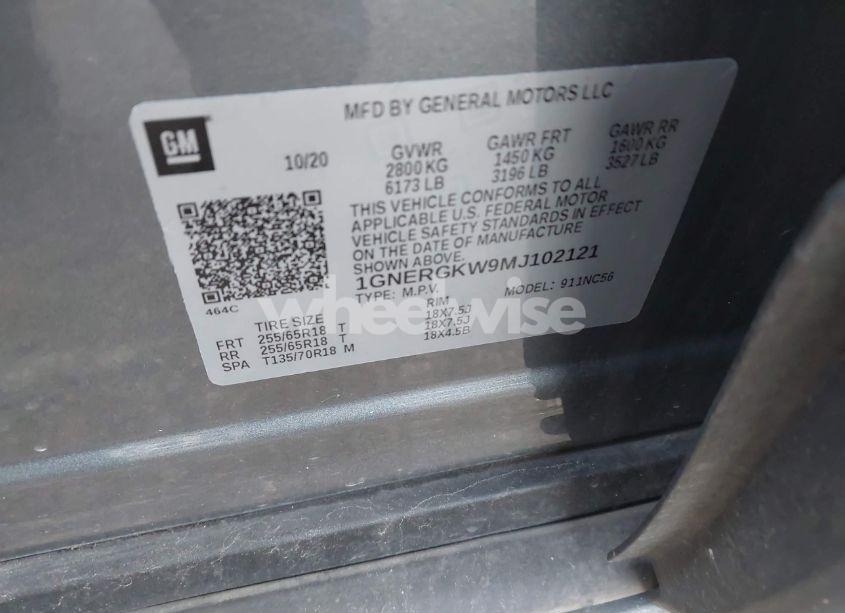 MFD BY GENERAL MOTORS LLC
GM
10/20
GVWR
2800 KG
6173 LB
GAWR FRT
1450 KG
3196 LB
GAWR RR
1600 KG
3527 LB
THIS VEHICLE CONFORMS TO ALL
APPLICABLE U.S. FEDERAL MOTOR
VEHICLE SAFETY STANDARDS IN EFFECT
ON THE DATE OF MANUFACTURE
SHOWN ABOVE.
1GNERGKW9MJ102121
TYPE: M.P.V. MODEL: 911NC56
464C
TIRE SIZE RIM
FRT 255/65R18 T 18X7.5J
RR 255/65R18 T 18X7.5J
SPA T135/70R18 M 18X4.5B
wheelwise